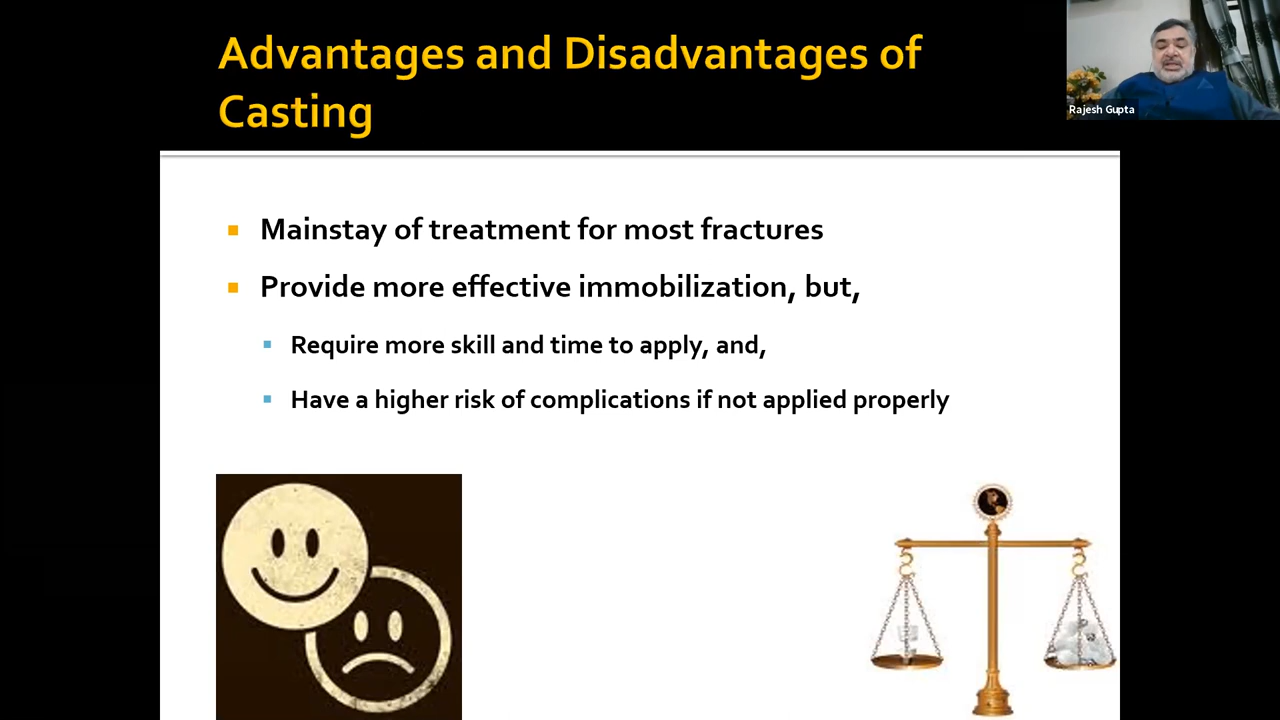 Advantages and Disadvantages of
Casting
Rajesh Gupta
Mainstay of treatment for most fractures
Provide more effective immobilization, but,
Require more skill and time to apply, and,
Have a higher risk of complications if not applied properly